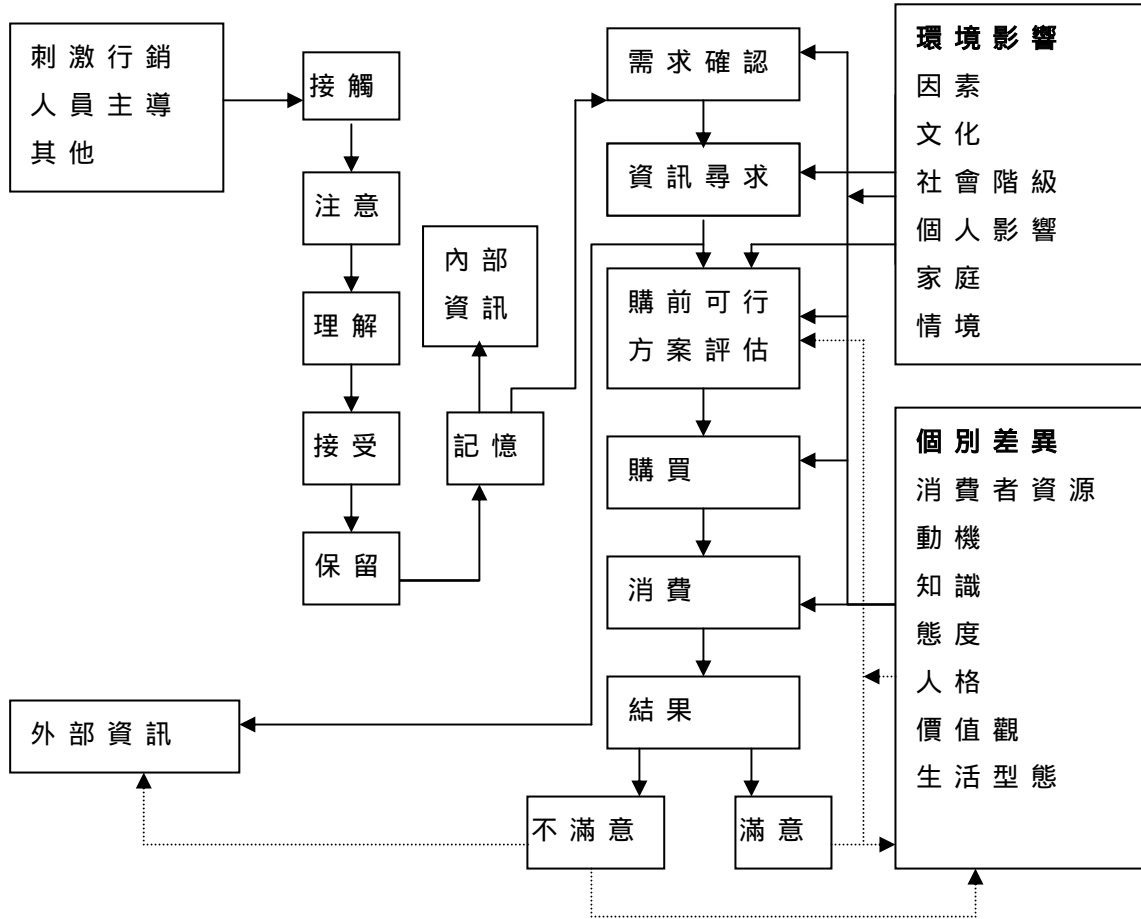 刺激行銷
人員主導
其他
接觸
注意
理解
接受
保留
內部
資訊
記憶
外部資訊
需求確認
資訊尋求
購前可行
方案評估
購買
消費
結果
不滿意
滿意
環境影響
因素
文化
社會階級
個人影響
家庭
情境
個別差異
消費者資源
動機
知識
態度
人格
價值觀
生活型態